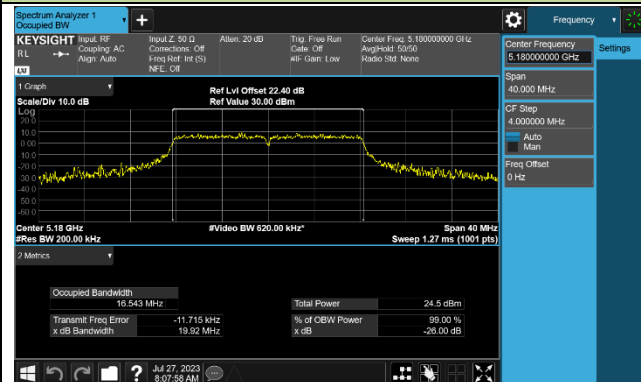 Spectrum Analyzer 1
Occupied BW
Frequency
KEYSIGHT
RL
LXI
Input: RF
Coupling: AC
Align: Auto
Input Z: 50 Ω
Corrections: Off
Freq Ref: Int (S)
NFE: Off
Atten: 20 dB
Trig: Free Run
Gate: Off
#IF Gain: Low
Center Freq: 5.180000000 GHz
Avg|Hold: 50/50
Radio Std: None
Center Frequency
5.180000000 GHz
Settings
Span
40.000 MHz
CF Step
4.000000 MHz
Auto
Man
Freq Offset
0 Hz
1 Graph
Scale/Div 10.0 dB
Ref Lvl Offset 22.40 dB
Ref Value 30.00 dBm
Log
20.0
10.0
0.00
-10.0
-20.0
-30.0
-40.0
-50.0
-60.0
Center 5.18 GHz
#Res BW 200.00 kHz
#Video BW 620.00 kHz*
Span 40 MHz
Sweep 1.27 ms (1001 pts)
2 Metrics
Occupied Bandwidth
16.543 MHz
Total Power 24.5 dBm
Transmit Freq Error -11.715 kHz
% of OBW Power 99.00 %
x dB Bandwidth 19.92 MHz
x dB -26.00 dB
?
Jul 27, 2023
8:07:58 AM